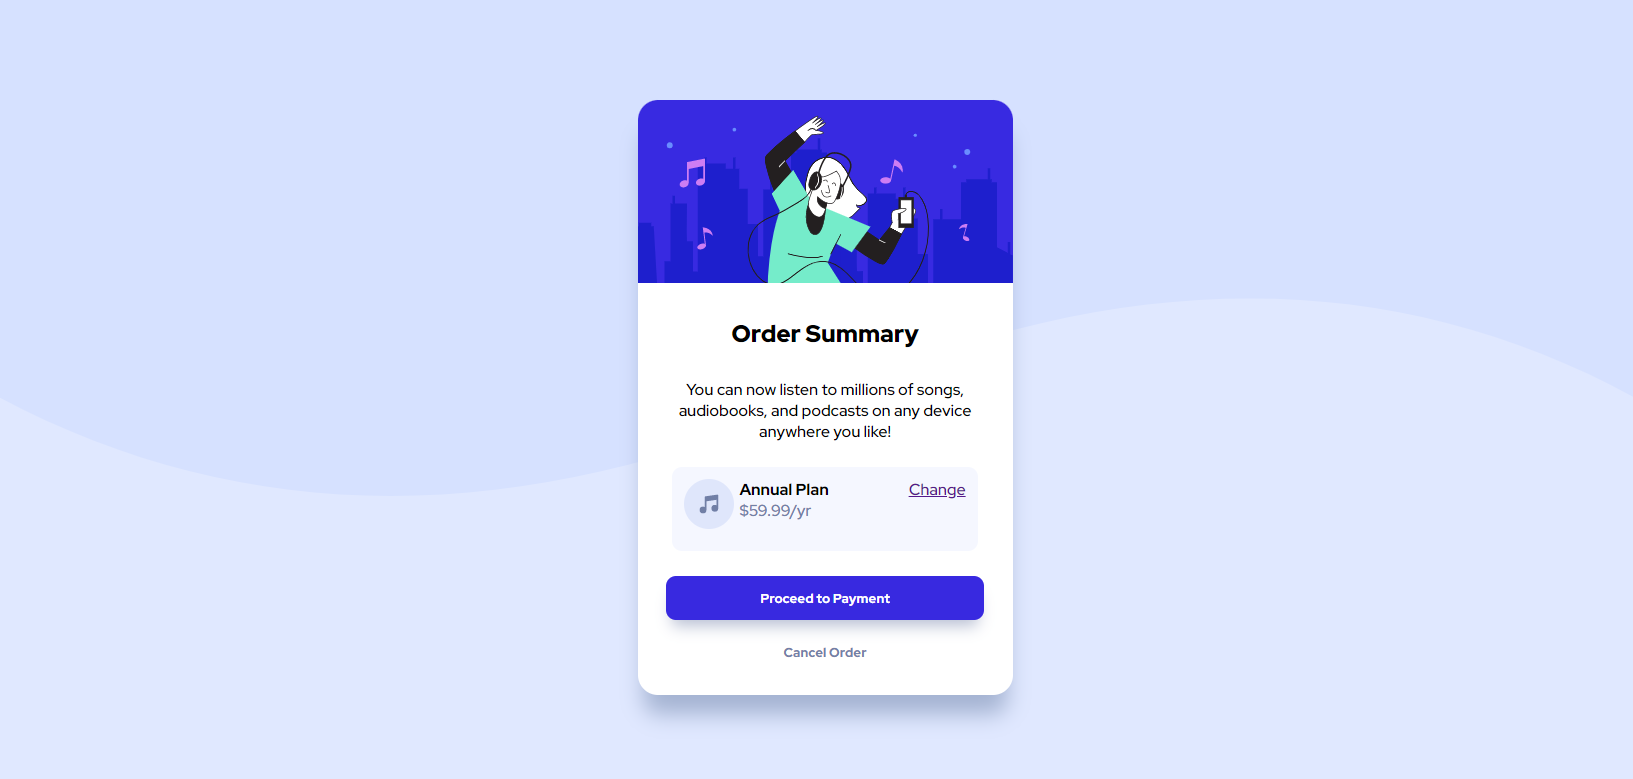 Order Summary
You can now listen to millions of songs,
audiobooks, and podcasts on any device
anywhere you like!
Annual Plan Change
$59.99/yr
Proceed to Payment
Cancel Order